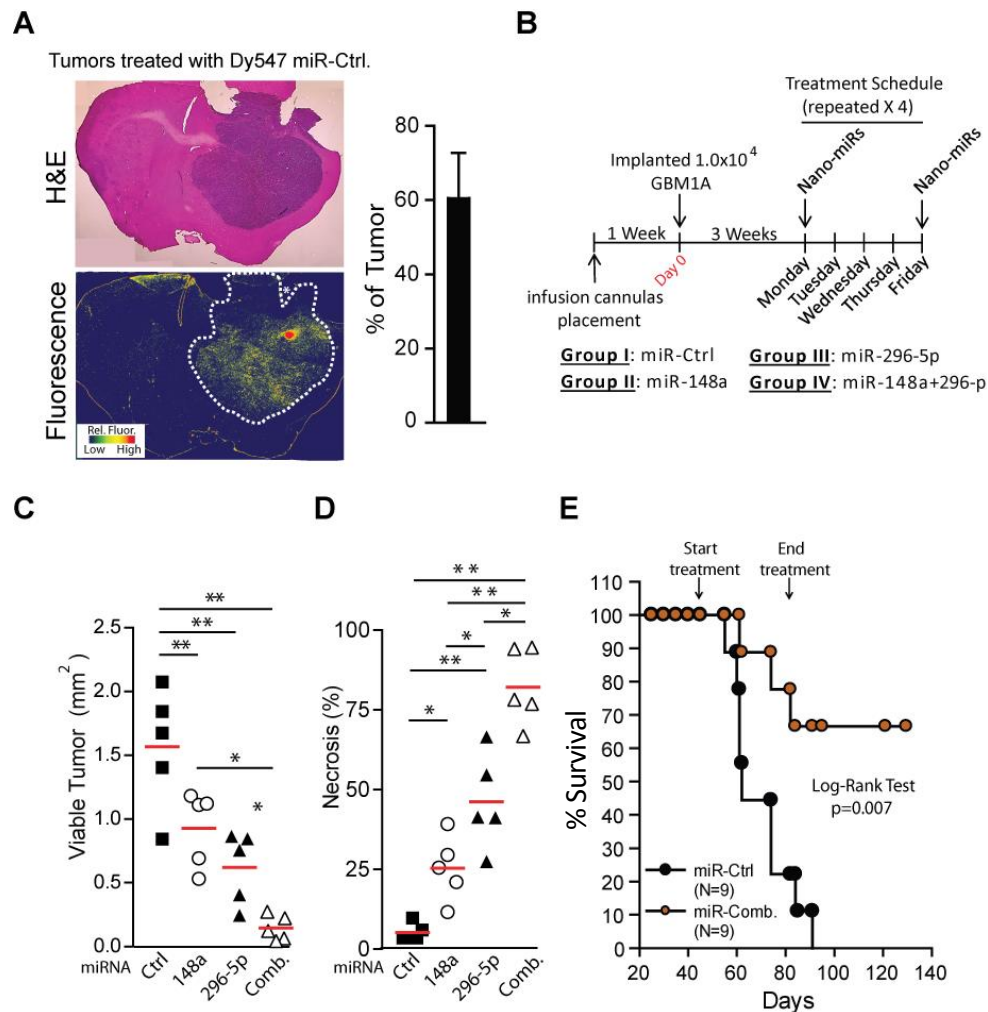 A
Tumors treated with Dy547 miR-Ctrl.
H&E
Fluorescence
*
Rel. Fluor.
Low High
% of Tumor
80
60
40
20
0
B
Treatment Schedule
(repeated X 4)
Implanted 1.0x10^4
GBM1A
Nano-miRs
Nano-miRs
1 Week
3 Weeks
Day 0
infusion cannulas
placement
Monday
Tuesday
Wednesday
Thursday
Friday
Group I: miR-Ctrl
Group II: miR-148a
Group III: miR-296-5p
Group IV: miR-148a+296-p
C
Viable Tumor (mm²)
2.5
2.0
1.5
1.0
0.5
0.0
**
**
**
*
*
miRNA
Ctrl
148a
296-5p
Comb.
D
Necrosis (%)
100
75
50
25
0
**
**
*
*
**
*
miRNA
Ctrl
148a
296-5p
Comb.
E
Start
treatment
End
treatment
% Survival
110
100
90
80
70
60
50
40
30
20
10
0
Log-Rank Test
p=0.007
miR-Ctrl
(N=9)
miR-Comb.
(N=9)
20 40 60 80 100 120 140
Days